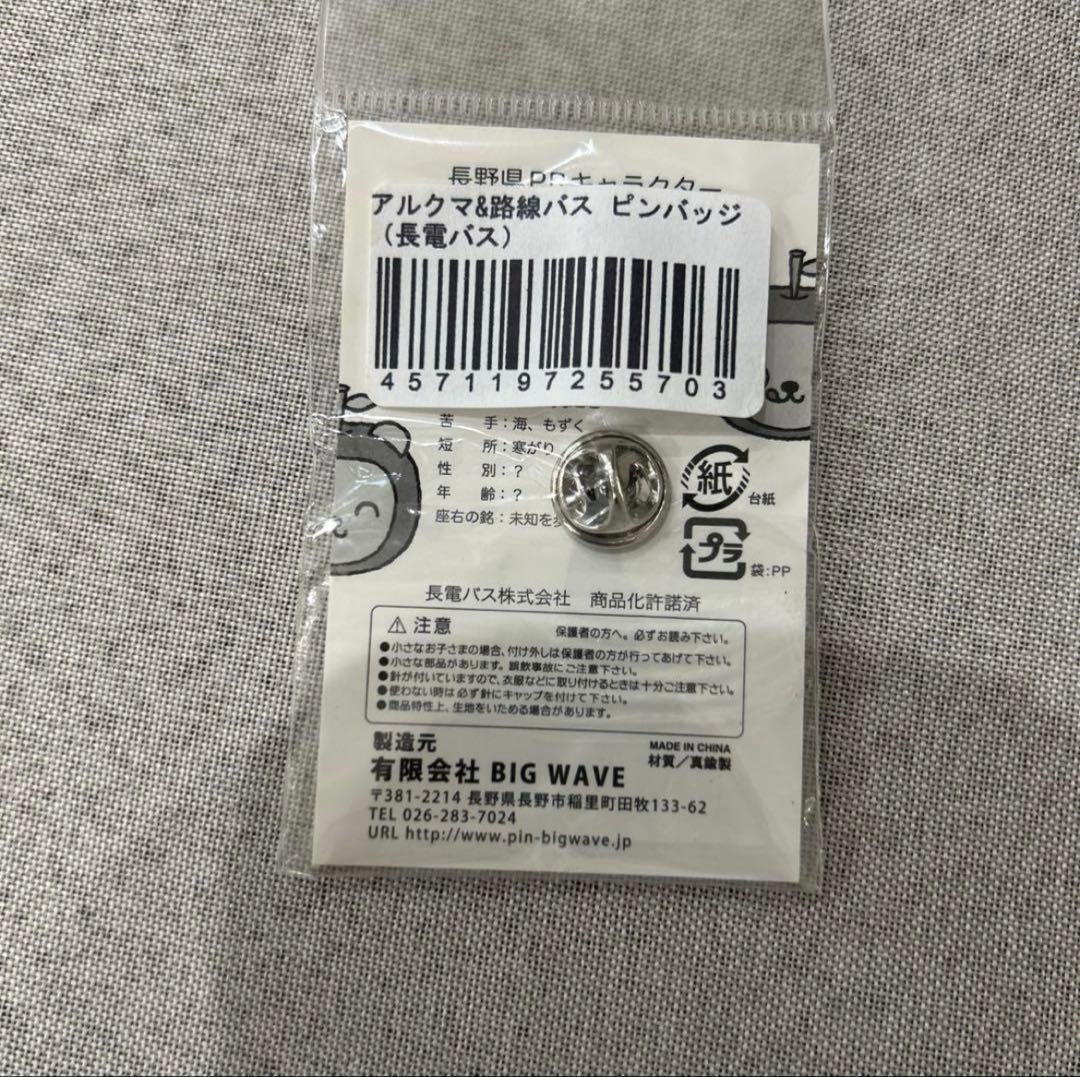 長野県PRキャラクター
アルクマ&路線バス ピンバッジ
（長電バス）
4571197255703
苦 手：海、もずく
短 所：寒がり
性 別：？
年 齢：？
座右の銘：未知を
紙
台紙
プラ
袋:PP
長電バス株式会社 商品化許諾済
⚠ 注意 保護者の方へ。必ずお読み下さい。
●小さなお子さまの場合、付け外しは保護者の方が行ってあげて下さい。
●小さな部品があります。誤飲事故にご注意下さい。
●針が付いていますので、衣服などに取り付けるときは十分ご注意下さい。
●使わない時は必ず針にキャップを付けて下さい。
●商品特性上、生地をいためる場合があります。
製造元
有限会社 BIG WAVE
MADE IN CHINA
材質／真鍮製
〒381-2214 長野県長野市稲里町田牧133-62
TEL 026-283-7024
URL http://www.pin-bigwave.jp